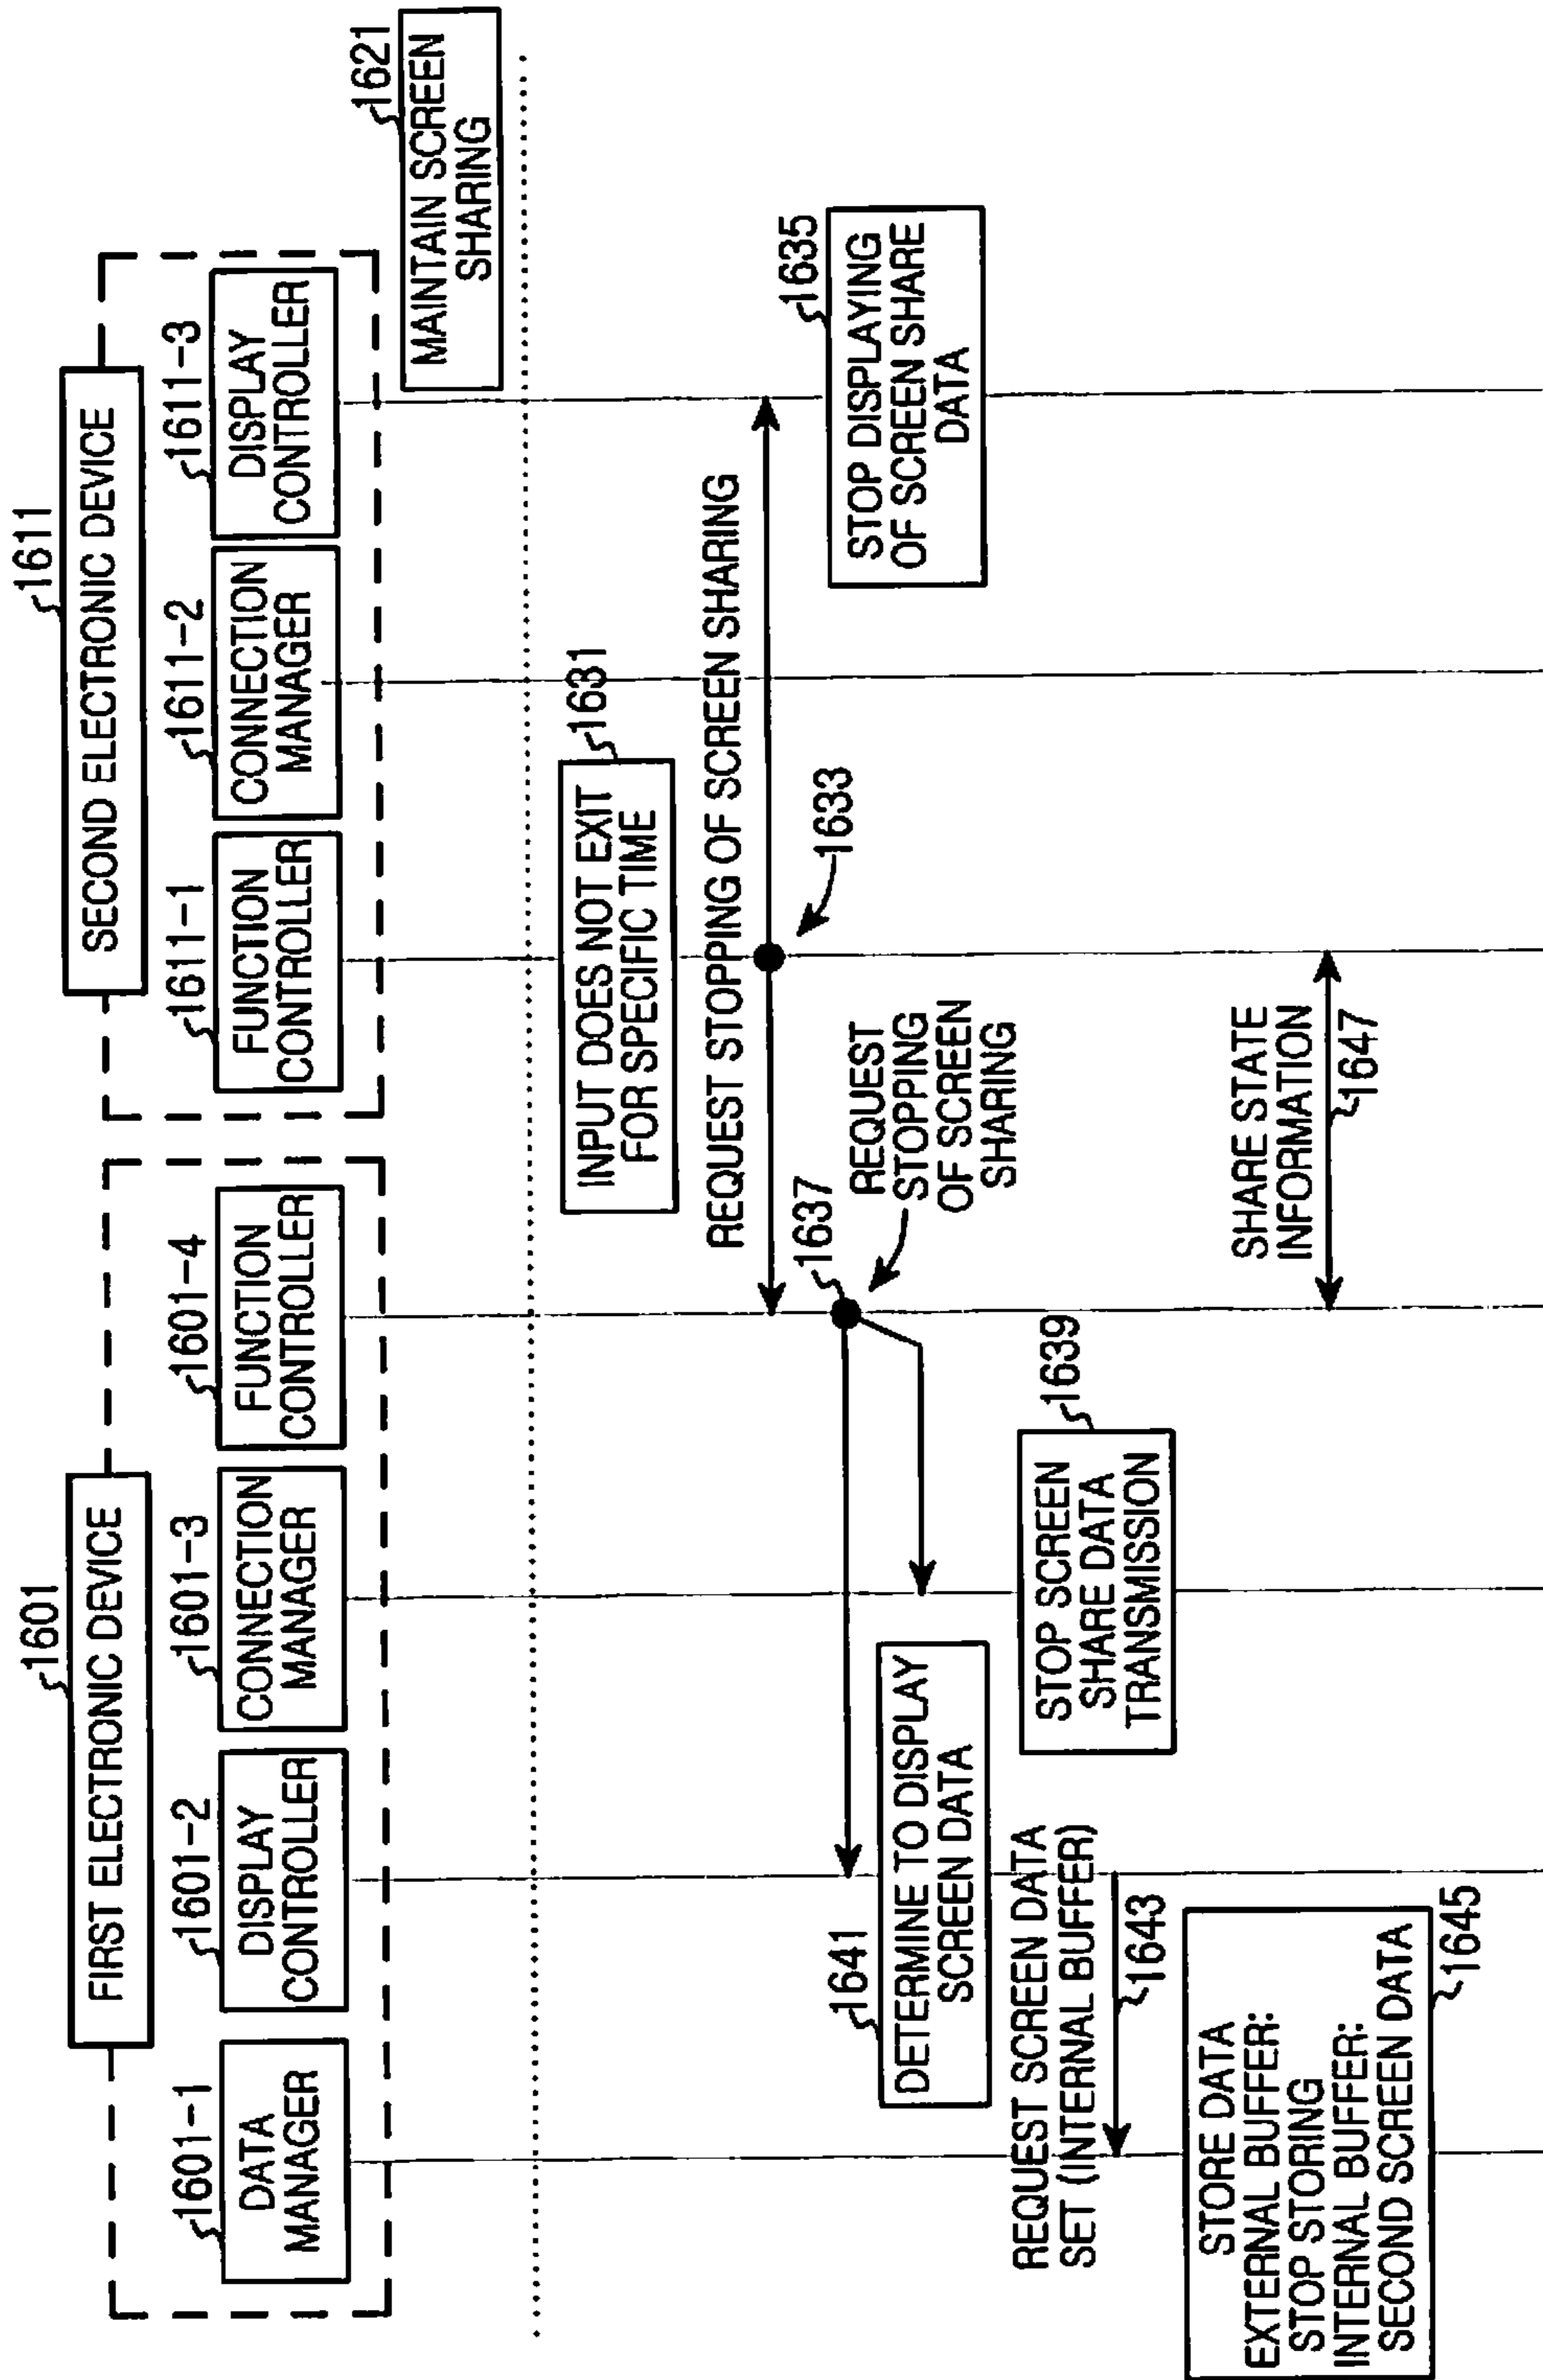 1601
FIRST ELECTRONIC DEVICE
1611
SECOND ELECTRONIC DEVICE
1601-1
DATA
MANAGER
1601-2
DISPLAY
CONTROLLER
1601-3
CONNECTION
MANAGER
1601-4
FUNCTION
CONTROLLER
1611-1
FUNCTION
CONTROLLER
1611-2
CONNECTION
MANAGER
1611-3
DISPLAY
CONTROLLER
1621
MAINTAIN SCREEN
SHARING
INPUT DOES NOT EXIT
FOR SPECIFIC TIME
1631
REQUEST STOPPING OF SCREEN SHARING
1633
1635
STOP DISPLAYING
OF SCREEN SHARE
DATA
1637
REQUEST
STOPPING
OF SCREEN
SHARING
1641
DETERMINE TO DISPLAY
SCREEN DATA
1639
STOP SCREEN
SHARE DATA
TRANSMISSION
REQUEST SCREEN DATA
SET (INTERNAL BUFFER)
1643
STORE DATA
EXTERNAL BUFFER:
STOP STORING
INTERNAL BUFFER:
SECOND SCREEN DATA
1645
SHARE STATE
INFORMATION
1647